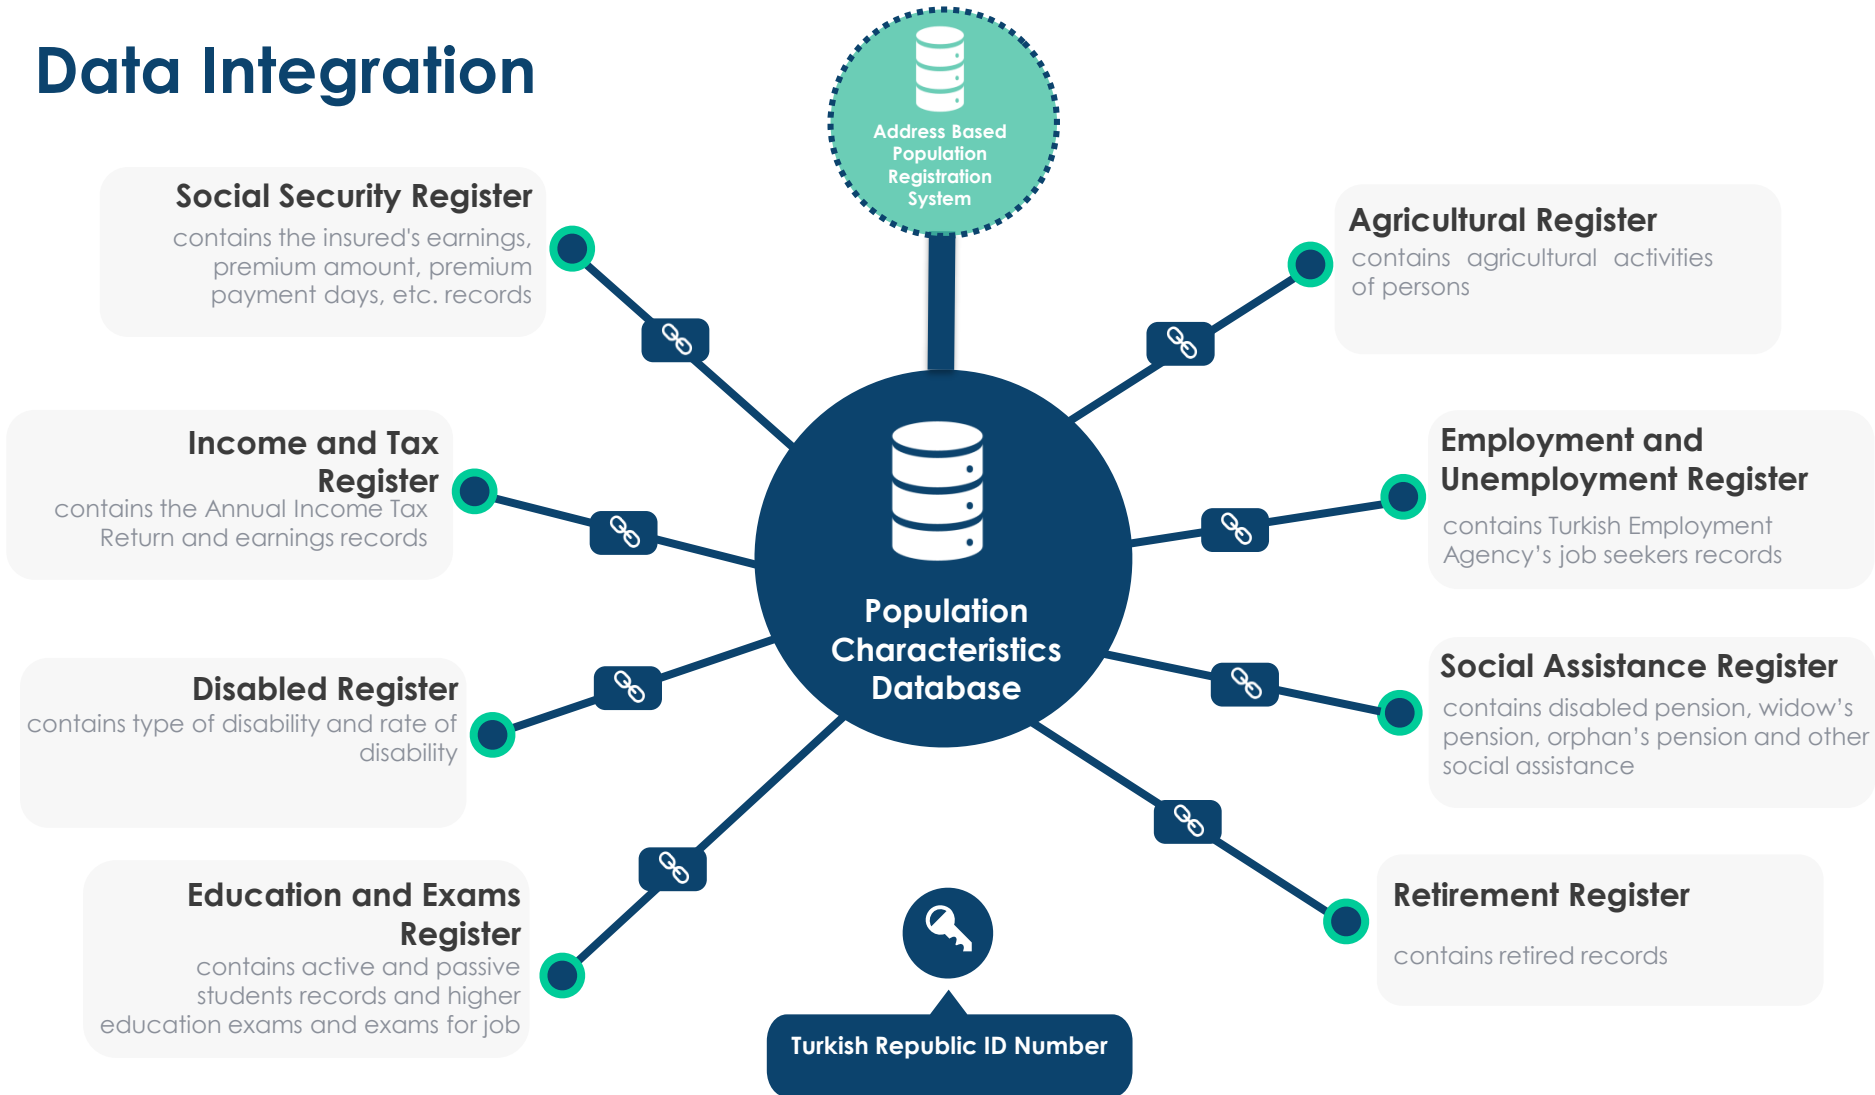 Data Integration
Address Based
Population
Registration
System
Social Security Register
contains the insured's earnings,
premium amount, premium
payment days, etc. records
Income and Tax
Register
contains the Annual Income Tax
Return and earnings records
Disabled Register
contains type of disability and rate of
disability
Education and Exams
Register
contains active and passive
students records and higher
education exams and exams for job
Population
Characteristics
Database
Turkish Republic ID Number
Agricultural Register
contains agricultural activities
of persons
Employment and
Unemployment Register
contains Turkish Employment
Agency’s job seekers records
Social Assistance Register
contains disabled pension, widow’s
pension, orphan’s pension and other
social assistance
Retirement Register
contains retired records